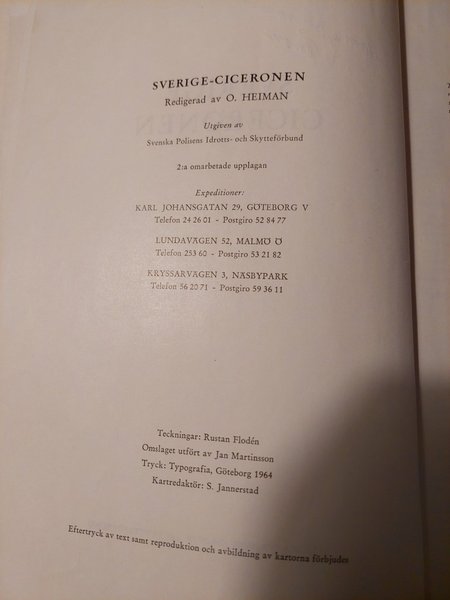 SVERIGE-CICERONEN
Redigerad av O. HEIMAN
Utgiven av
Svenska Polisens Idrotts- och Skytteförbund
2:a omarbetade upplagan
Expeditioner:
KARL JOHANSGATAN 29, GÖTEBORG V
Telefon 24 26 01 - Postgiro 52 84 77
LUNDAVÄGEN 52, MALMÖ Ö
Telefon 253 60 - Postgiro 53 21 82
KRYSSARVÄGEN 3, NÄSBYPARK
Telefon 56 20 71 - Postgiro 59 36 11
Teckningar: Rustan Flodén
Omslaget utfört av Jan Martinsson
Tryck: Typografia, Göteborg 1964
Kartredaktör: S. Jannerstad
Eftertryck av text samt reproduktion och avbildning av kartorna förbjudes